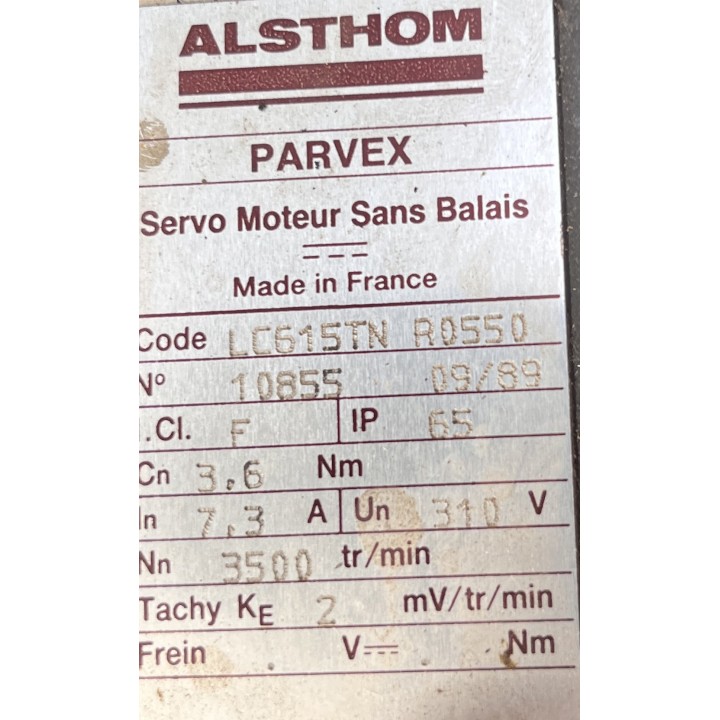 ALSTHOM
PARVEX
Servo Moteur Sans Balais
Made in France
Code LC615TN R0550
Nº 10855 09/89
.Cl. F IP 65
Cn 3.6 Nm
In 7.3 A Un 310 V
Nn 3500 tr/min
Tachy KE 2 mV/tr/min
Frein V Nm